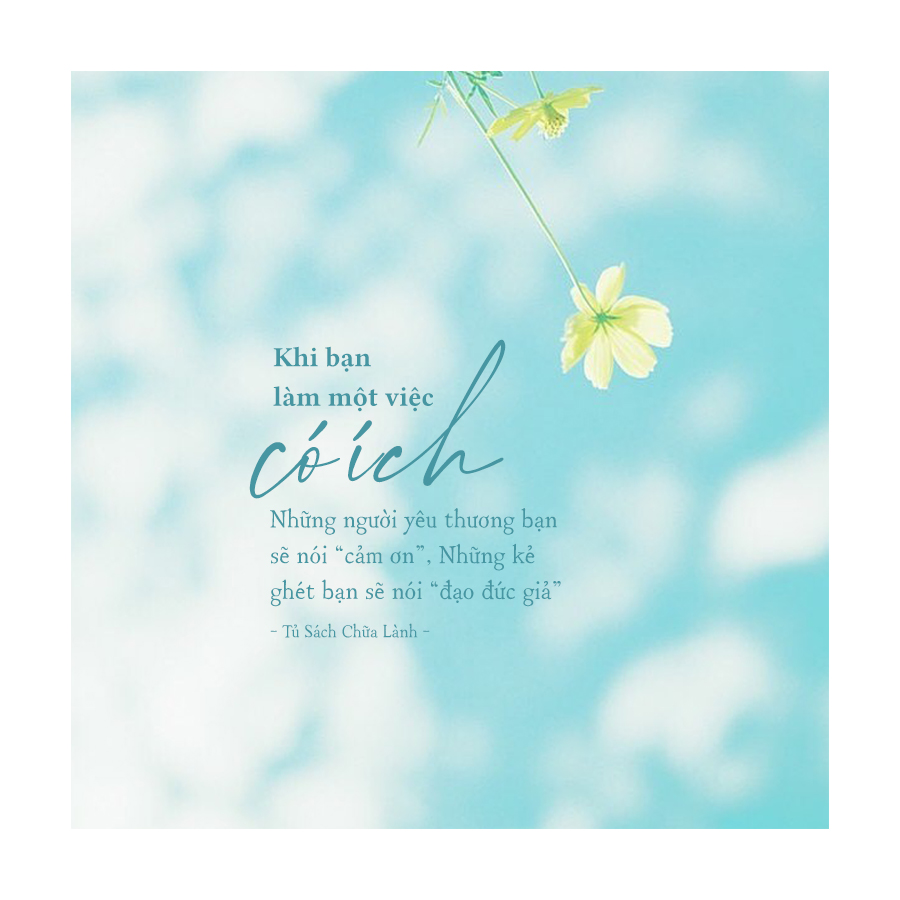 Khi bạn
làm một việc
có ích
Những người yêu thương bạn
sẽ nói “cảm ơn”, Những kẻ
ghét bạn sẽ nói “đạo đức giả”
- Tủ Sách Chữa Lành -